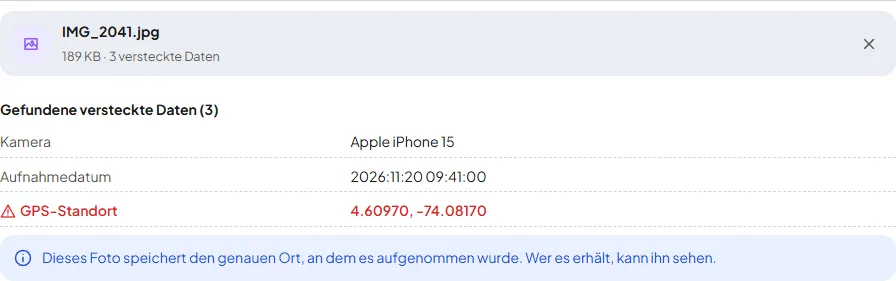 IMG_2041.jpg
189 KB · 3 versteckte Daten
Gefundene versteckte Daten (3)
Kamera Apple iPhone 15
Aufnahmedatum 2026:11:20 09:41:00
GPS-Standort 4.60970, -74.08170
Dieses Foto speichert den genauen Ort, an dem es aufgenommen wurde. Wer es erhält, kann ihn sehen.